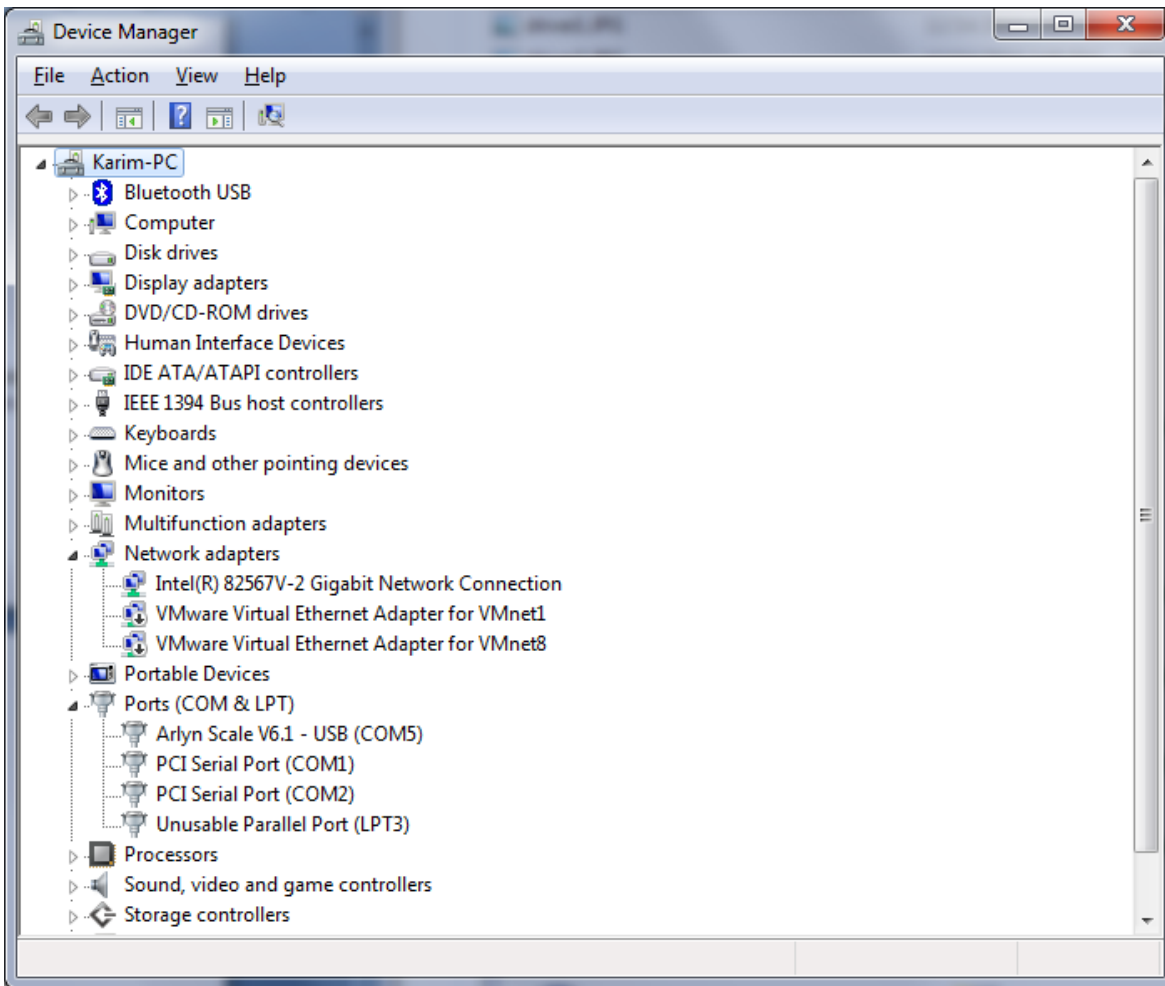 Device Manager
File Action View Help
Karim-PC
Bluetooth USB
Computer
Disk drives
Display adapters
DVD/CD-ROM drives
Human Interface Devices
IDE ATA/ATAPI controllers
IEEE 1394 Bus host controllers
Keyboards
Mice and other pointing devices
Monitors
Multifunction adapters
Network adapters
Intel(R) 82567V-2 Gigabit Network Connection
VMware Virtual Ethernet Adapter for VMnet1
VMware Virtual Ethernet Adapter for VMnet8
Portable Devices
Ports (COM & LPT)
Arlyn Scale V6.1 - USB (COM5)
PCI Serial Port (COM1)
PCI Serial Port (COM2)
Unusable Parallel Port (LPT3)
Processors
Sound, video and game controllers
Storage controllers